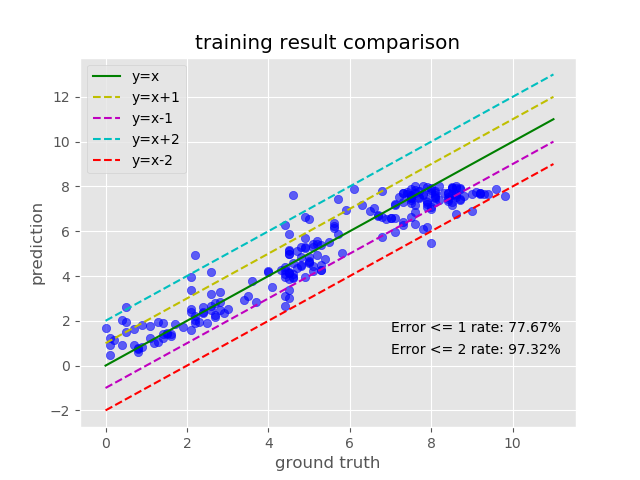 training result comparison
y=x
y=x+1
y=x-1
y=x+2
y=x-2
12
10
8
6
4
2
0
−2
prediction
Error <= 1 rate: 77.67%
Error <= 2 rate: 97.32%
0 2 4 6 8 10
ground truth